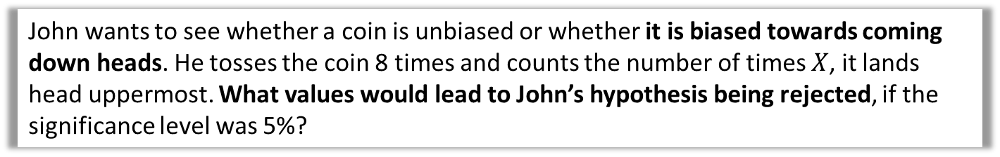 John wants to see whether a coin is unbiased or whether it is biased towards coming
down heads. He tosses the coin 8 times and counts the number of times X, it lands
head uppermost. What values would lead to John’s hypothesis being rejected, if the
significance level was 5%?